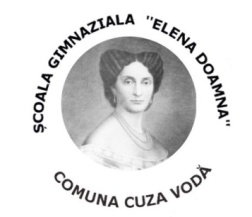 ȘCOALA GIMNAZIALA "ELENA DOAMNA"
COMUNA CUZA VODĂ